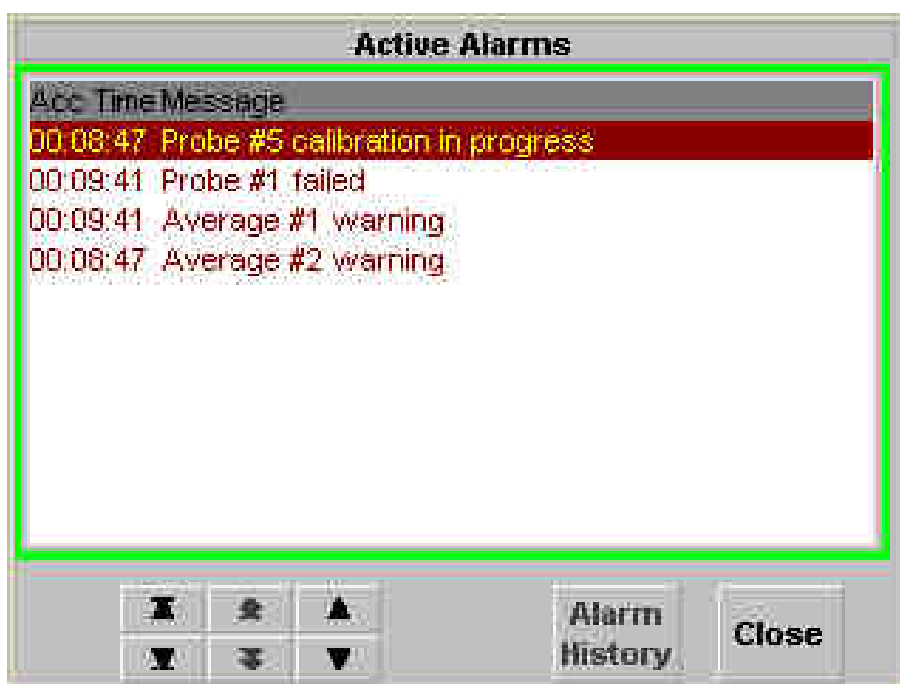 Active Alarms
Acc Time Message
00:08:47 Probe #5 calibration in progress
00:09:41 Probe #1 failed
00:09:41 Average #1 warning
00:08:47 Average #2 warning
Alarm
History
Close